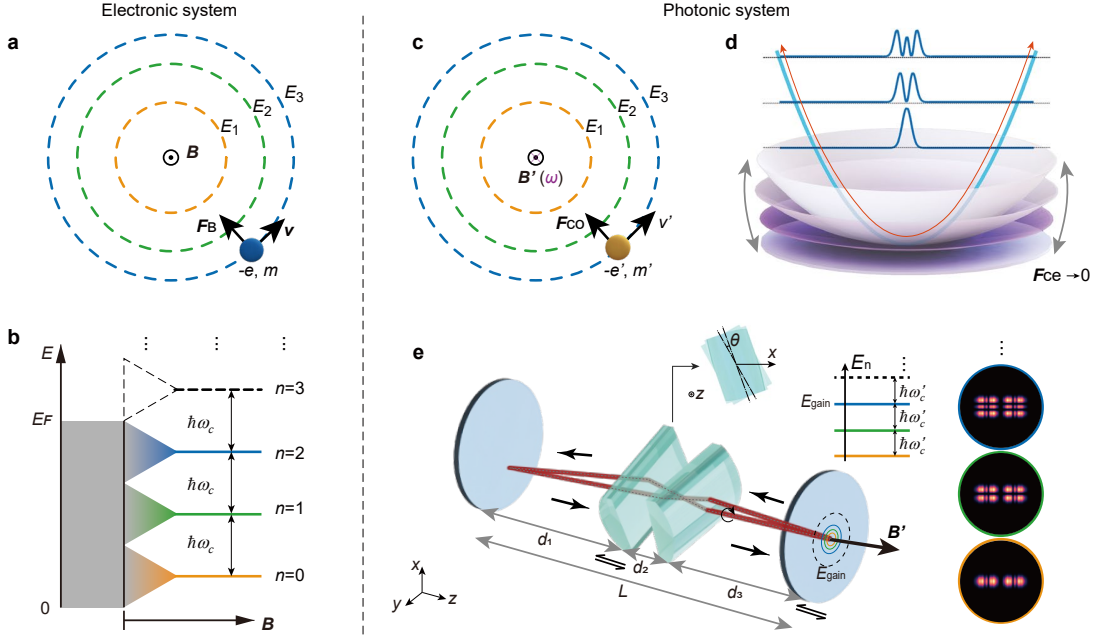 Electronic system
Photonic system
a
B
E1
E2
E3
FB
v
-e, m
c
B’ (ω)
E1
E2
E3
FCO
v’
-e’, m’
d
Fce →0
b
E
EF
0
⋮ ⋮ ⋮
n=3
ħωc
n=2
ħωc
n=1
ħωc
n=0
B
e
θ
x
z
d1
d2
d3
L
x
y
z
B’
Egain
En
⋮
Egain
ħω′c
ħω′c
ħω′c
⋮